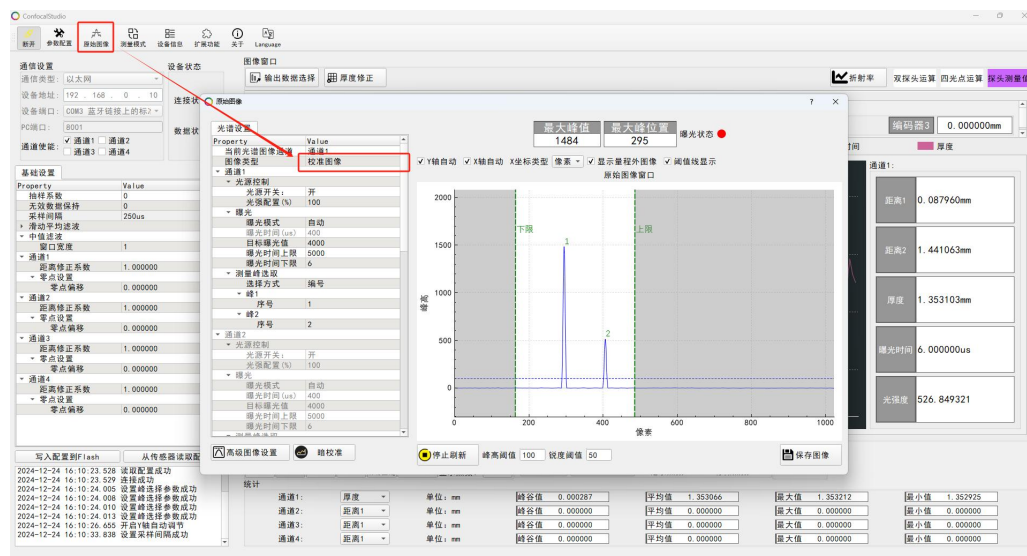 ConfocalStudio
断开 参数配置 原始图像 测量模式 设备信息 扩展功能 关于 Language
通信设置
通信类型: 以太网
设备地址: 192 . 168 . 0 . 10
设备端口: COM3 蓝牙链接上的标
PC端口: 8001
通道使能: 通道1 通道2
通道3 通道4
设备状态
连接状
数据状
图像窗口
输出数据选择 厚度修正
折射率 双探头运算 四光点运算 探头测量值
编码器3 0.000000mm
时间 厚度
通道1:
距离1 0.087960mm
距离2 1.441063mm
厚度 1.353103mm
曝光时间 6.000000us
光强度 526.849321
基础设置
Property Value
抽样系数 0
无效数据保持 0
采样间隔 250us
滑动平均滤波
中值滤波
窗口宽度 1
通道1
距离修正系数 1.000000
零点设置
零点偏移 0.000000
通道2
距离修正系数 1.000000
零点设置
零点偏移 0.000000
通道3
距离修正系数 1.000000
零点设置
零点偏移 0.000000
通道4
距离修正系数 1.000000
零点设置
零点偏移 0.000000
写入配置到Flash 从传感器读取配
2024-12-24 16:10:23.528 读取配置成功
2024-12-24 16:10:23.529 连接成功
2024-12-24 16:10:24.005 设置峰选择参数成功
2024-12-24 16:10:24.008 设置峰选择参数成功
2024-12-24 16:10:24.010 设置峰选择参数成功
2024-12-24 16:10:24.013 设置峰选择参数成功
2024-12-24 16:10:26.655 开启Y轴自动调节
2024-12-24 16:10:33.838 设置采样间隔成功
原始图像 ?
光谱设置
Property Value
当前光谱图像通道 通道1
图像类型 校准图像
通道1
光源控制
光源开关: 开
光强配置(%) 100
曝光
曝光模式 自动
曝光时间(us) 400
目标曝光值 4000
曝光时间上限 5000
曝光时间下限 6
测量峰选取
选择方式 编号
峰1
序号 1
峰2
序号 2
通道2
光源控制
光源开关: 开
光强配置(%) 100
曝光
曝光模式 自动
曝光时间(us) 400
目标曝光值 4000
曝光时间上限 5000
曝光时间下限 6
测量峰选取
高级图像设置 暗校准
最大峰值 最大峰位置 曝光状态
1484 295
Y轴自动 X轴自动 X坐标类型 像素 显示量程外图像 阈值线显示
原始图像窗口
峰高
2000
1500
1000
500
0
下限 上限
1
2
0 200 400 600 800 1000
像素
停止刷新 峰高阈值 100 锐度阈值 50 保存图像
统计
通道1: 厚度 单位: mm 峰谷值 0.000287 平均值 1.353066 最大值 1.353212 最小值 1.352925
通道2: 距离1 单位: mm 峰谷值 0.000000 平均值 0.000000 最大值 0.000000 最小值 0.000000
通道3: 距离1 单位: mm 峰谷值 0.000000 平均值 0.000000 最大值 0.000000 最小值 0.000000
通道4: 距离1 单位: mm 峰谷值 0.000000 平均值 0.000000 最大值 0.000000 最小值 0.000000